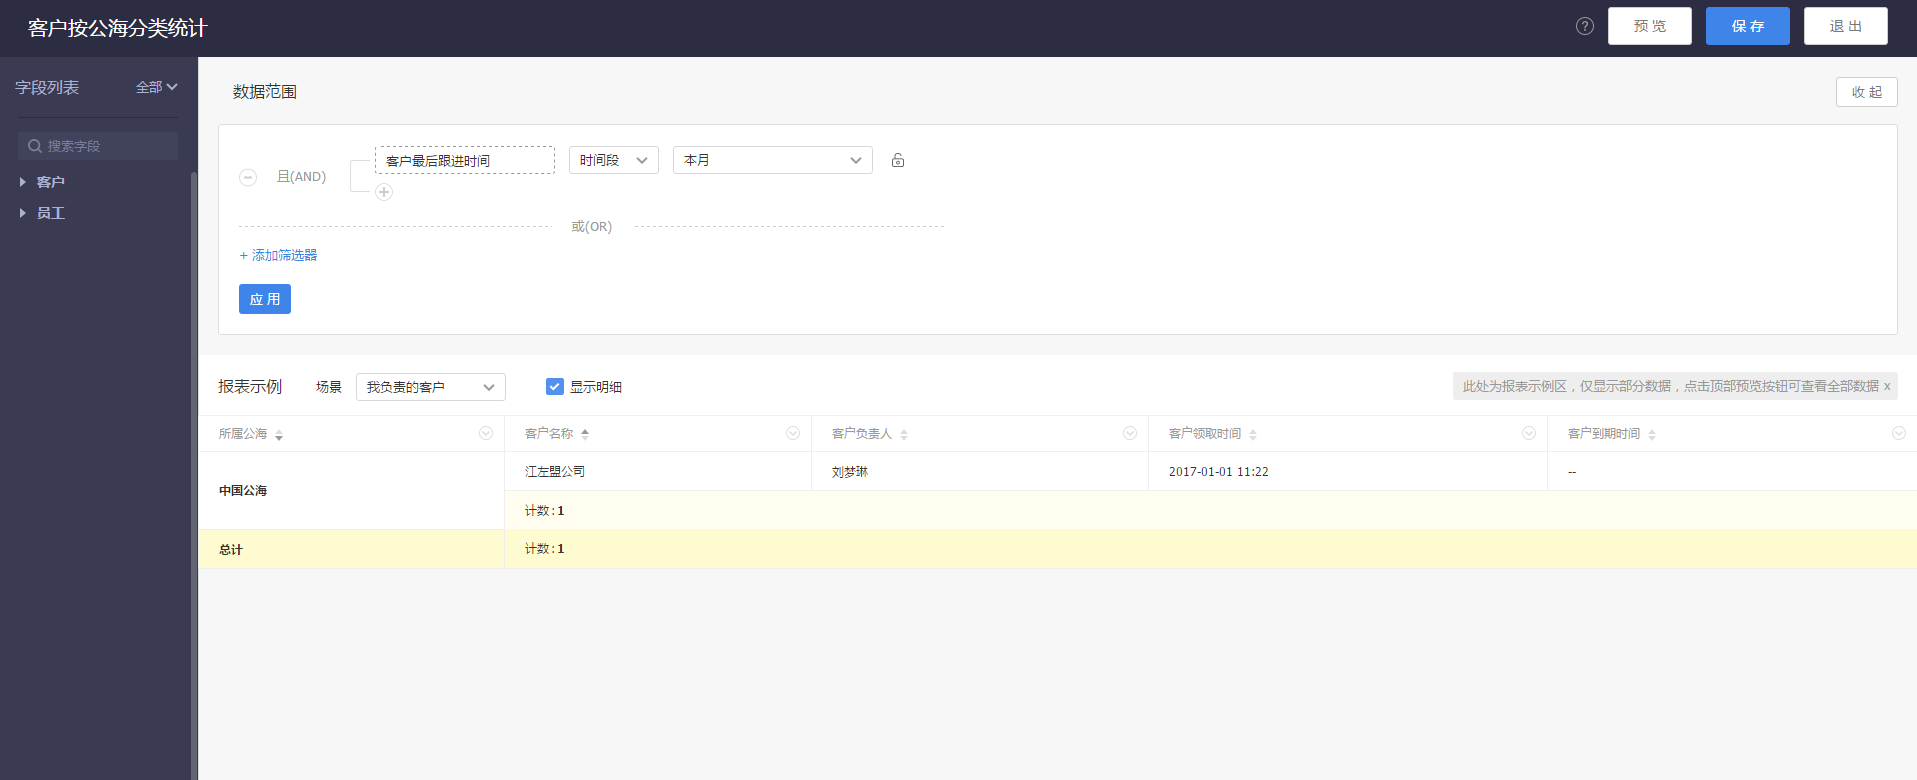 客户按公海分类统计
?
预 览
保 存
退 出
字段列表
全部
搜索字段
客户
员工
数据范围
收 起
且(AND)
客户最后跟进时间
时间段
本月
或(OR)
+ 添加筛选器
应 用
报表示例
场景
我负责的客户
显示明细
此处为报表示例区，仅显示部分数据，点击顶部预览按钮可查看全部数据 x
所属公海
客户名称
客户负责人
客户领取时间
客户到期时间
中国公海
江左盟公司
刘梦琳
2017-01-01 11:22
--
计数:1
总计
计数:1